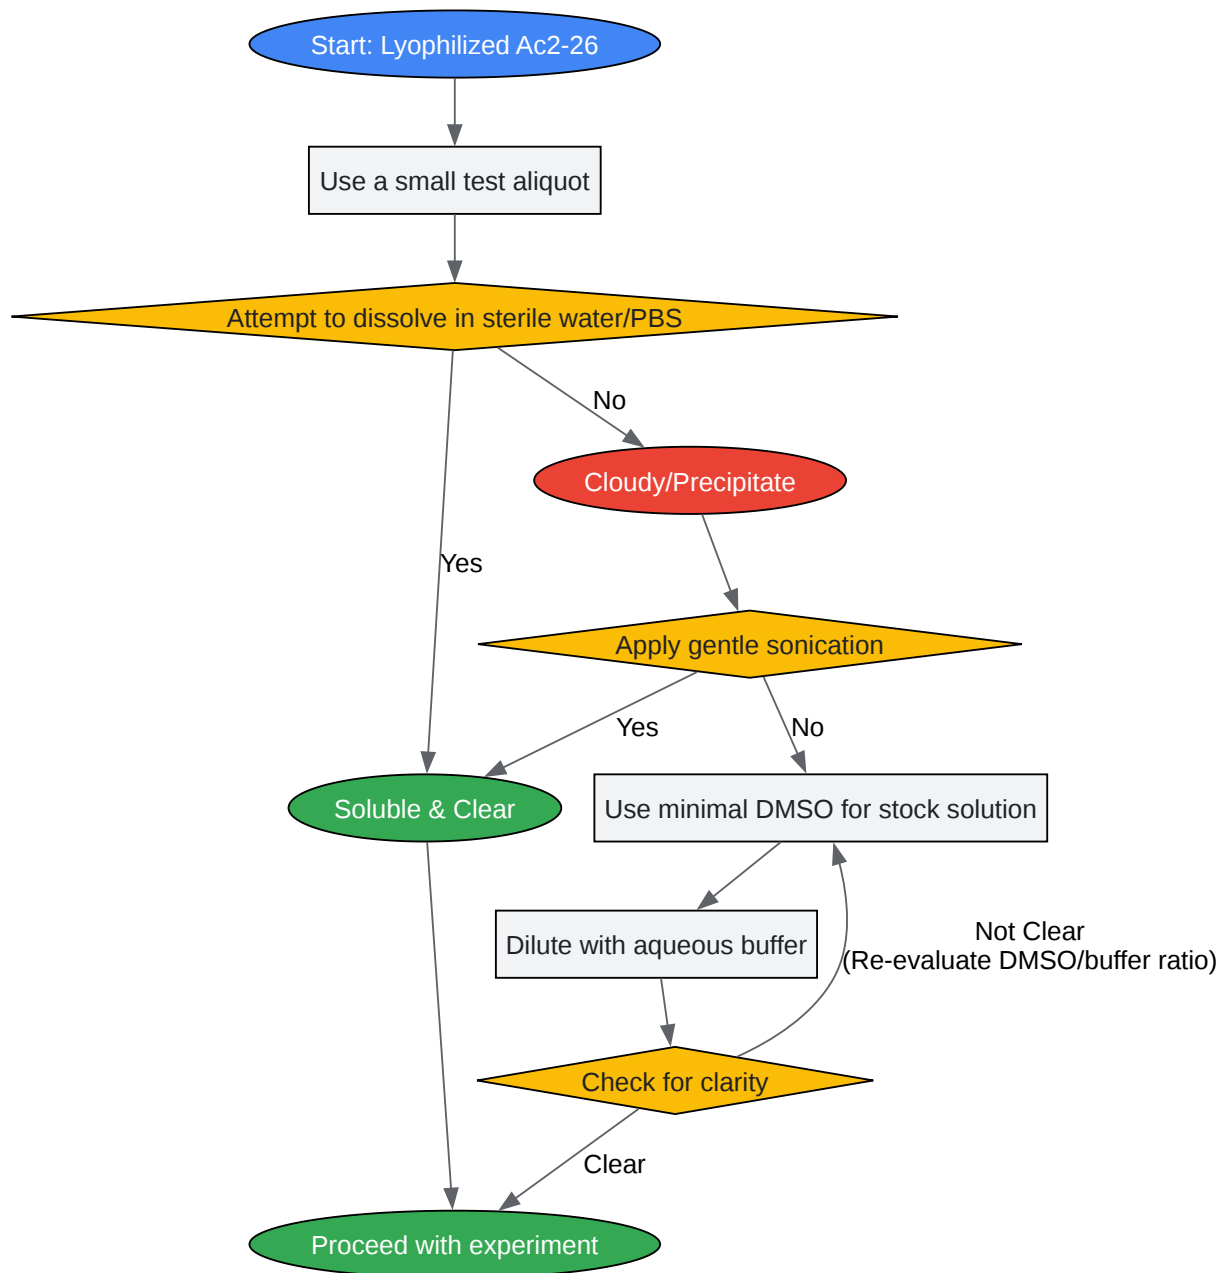 Start: Lyophilized Ac2-26
Use a small test aliquot
Attempt to dissolve in sterile water/PBS
No
Cloudy/Precipitate
Yes
Apply gentle sonication
Yes
No
Soluble & Clear
Use minimal DMSO for stock solution
Dilute with aqueous buffer
Not Clear
(Re-evaluate DMSO/buffer ratio)
Check for clarity
Clear
Proceed with experiment